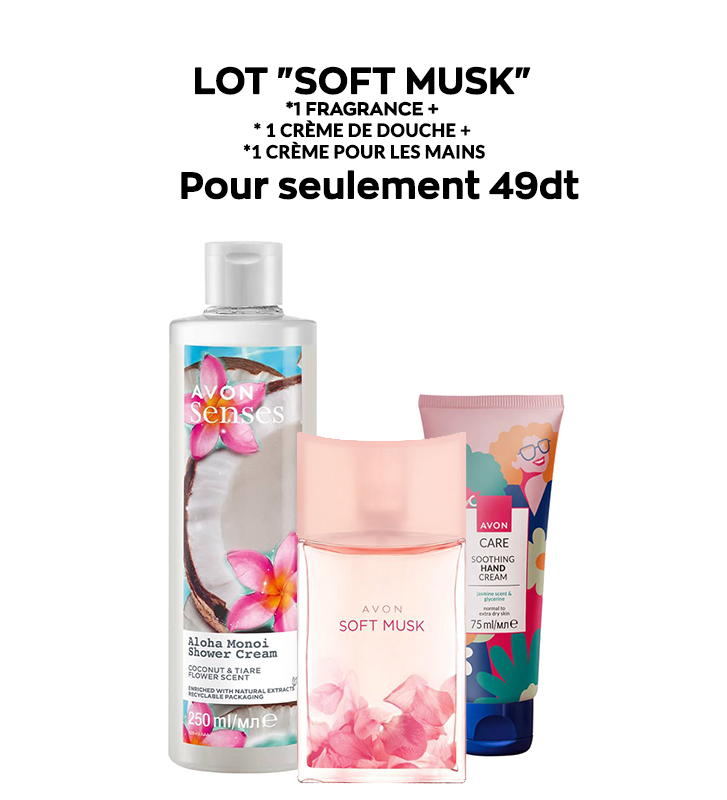 LOT "SOFT MUSK"
*1 FRAGRANCE +
* 1 CRÈME DE DOUCHE +
*1 CRÈME POUR LES MAINS
Pour seulement 49dt
AVON
Senses
Aloha Monoi
Shower Cream
COCONUT & TIARE
FLOWER SCENT
ENRICHED WITH NATURAL EXTRACTS
RECYCLABLE PACKAGING
250 ml/мл℮
AVON
SOFT MUSK
AVON
CARE
SOOTHING
HAND
CREAM
jasmine scent &
glycerine
normal to
extra dry skin
75 ml/мл℮